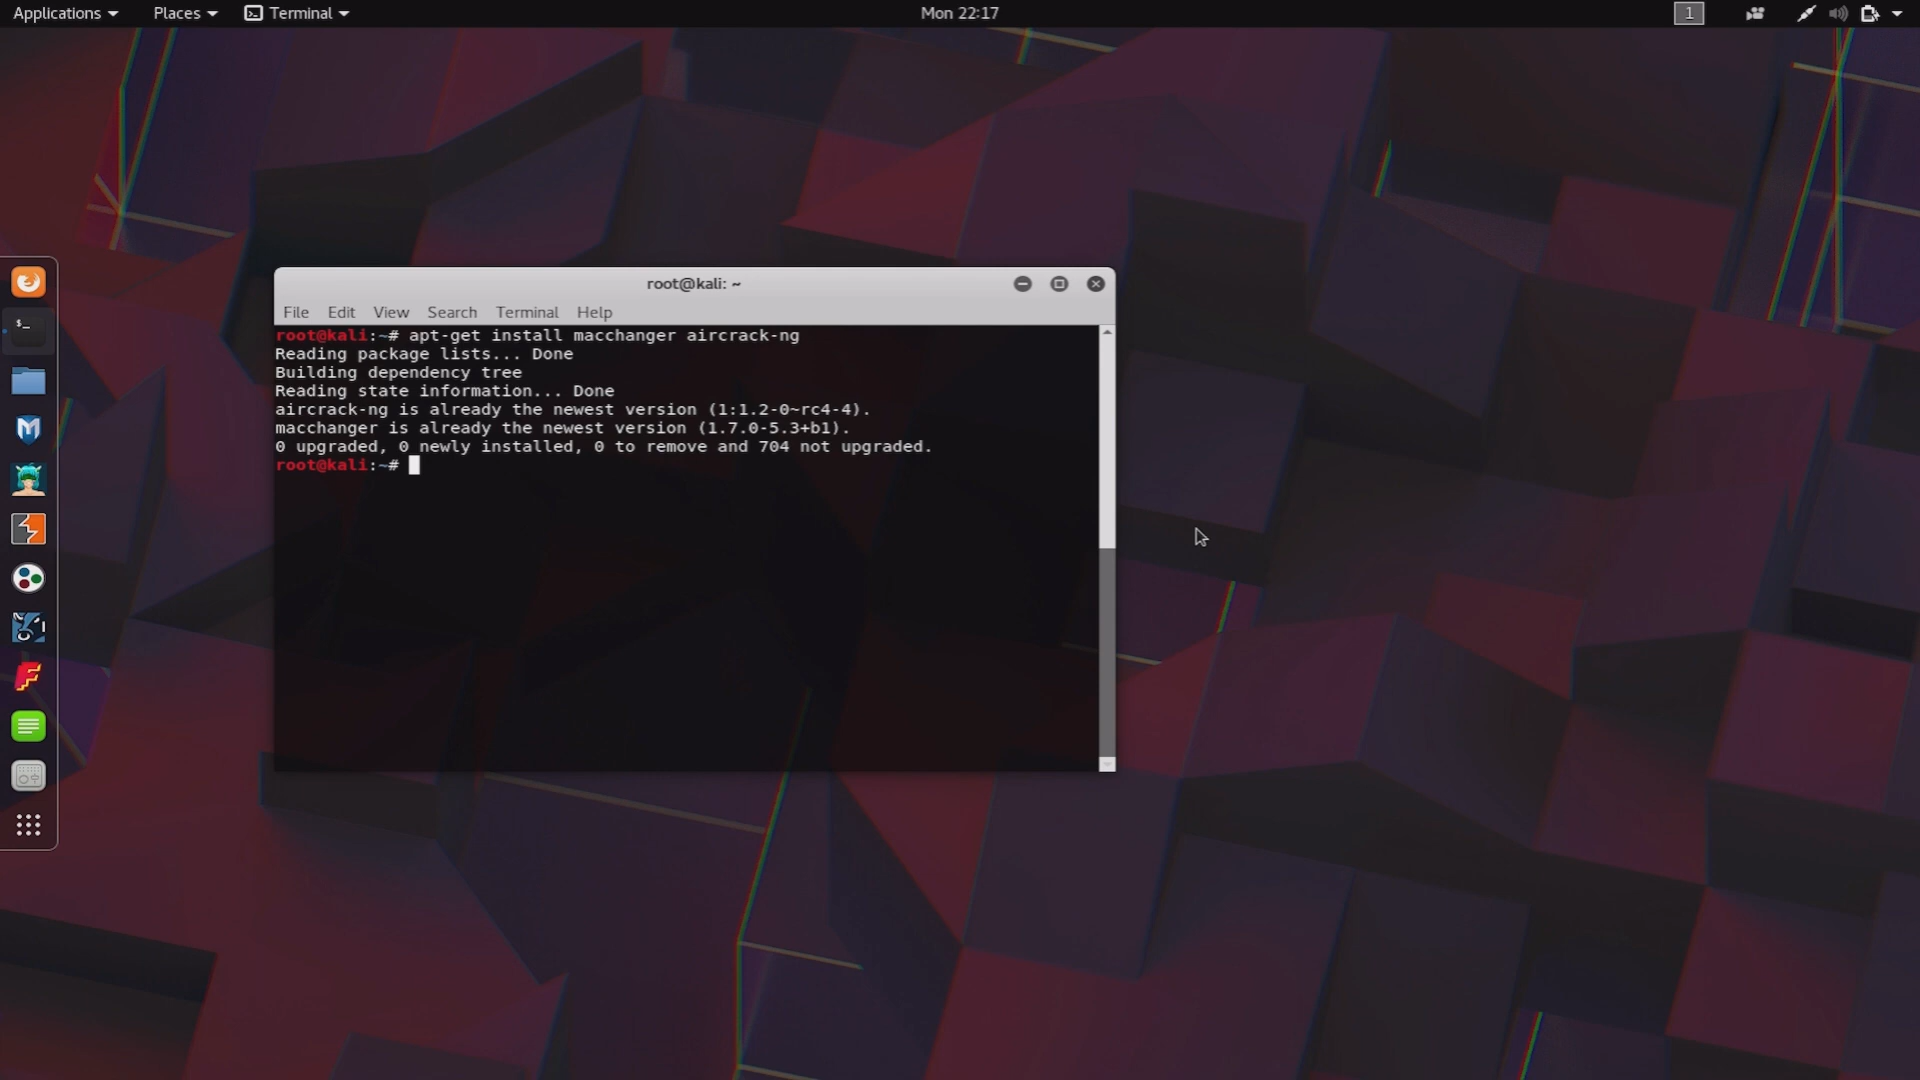 Applications Places Terminal Mon 22:17 1
root@kali: ~
File Edit View Search Terminal Help
root@kali:~# apt-get install macchanger aircrack-ng
Reading package lists... Done
Building dependency tree
Reading state information... Done
aircrack-ng is already the newest version (1:1.2-0~rc4-4).
macchanger is already the newest version (1.7.0-5.3+b1).
0 upgraded, 0 newly installed, 0 to remove and 704 not upgraded.
root@kali:~#